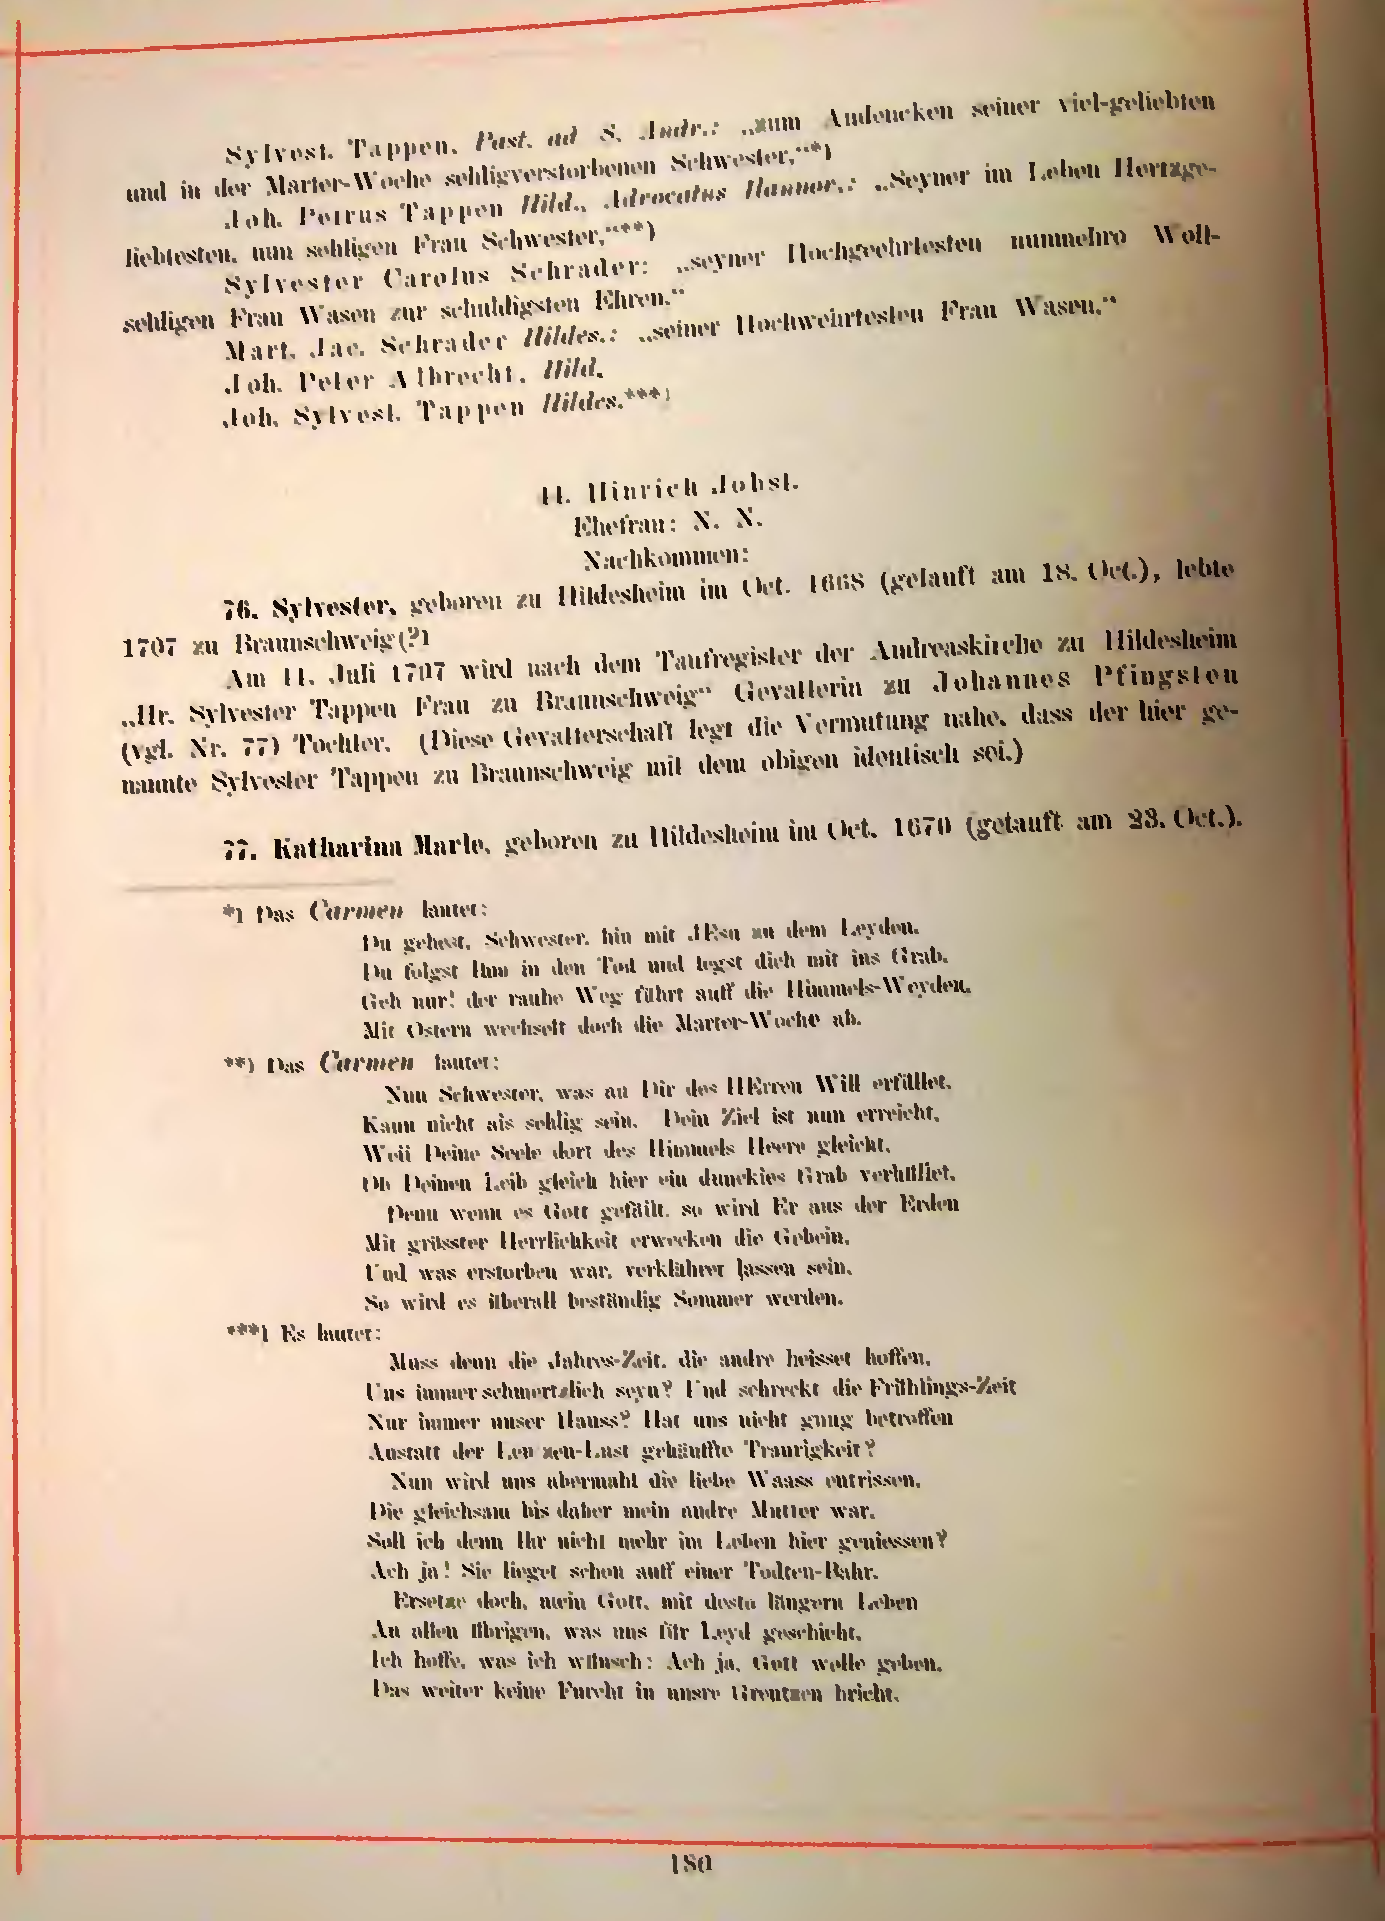 Sylvest. Tappen, Past. ad S. Andr.: „zum Andencken seiner viel-geliebten
und in der Marter-Woche sehligverstorbenen Schwester,“*)
Joh. Petrus Tappen Hild., Advocatus Hannov.: „Seyner im Leben Hertzge-
liebtesten, nun sehligen Frau Schwester,“**)
Sylvester Carolus Schrader: „seyner Hochgeehrtesten nunmehro Woll-
sehligen Frau Wasen zur schuldigsten Ehren.“
Mart. Jac. Schrader Hildes.: „seiner Hochwehrtesten Frau Wasen.“
Joh. Peter Albrecht, Hild.
Joh. Sylvest. Tappen Hildes.***)
44. Hinrich Jobst.
Ehefrau: N. N.
Nachkommen:
76. Sylvester, geboren zu Hildesheim im Oct. 1668 (getauft am 18. Oct.), lebte
1707 zu Braunschweig(?)
Am 11. Juli 1707 wird nach dem Taufregister der Andreaskirche zu Hildesheim
„Hr. Sylvester Tappen Frau zu Braunschweig“ Gevatterin zu Johannes Pfingsten
(vgl. Nr. 77) Tochter. (Diese Gevatterschaft legt die Vermutung nahe, dass der hier ge-
nannte Sylvester Tappen zu Braunschweig mit dem obigen identisch sei.)
77. Katharina Marie, geboren zu Hildesheim im Oct. 1670 (getauft am 23. Oct.).
*) Das Carmen lautet:
Du gehest, Schwester, hin mit JEsu zu dem Leyden,
Du folgst Ihm in den Tod und legst dich mit ins Grab.
Geh nur! der rauhe Weg führt auff die Himmels-Weyden,
Mit Ostern wechselt doch die Marter-Woche ab.
**) Das Carmen lautet:
Nun Schwester, was an Dir des HErren Will erfüllet,
Kann nicht als sehlig sein. Dein Ziel ist nun erreicht,
Weil Deine Seele dort des Himmels Heere gleicht,
Ob Deinen Leib gleich hier ein dunckles Grab verhüllet.
Denn wenn es Gott gefällt, so wird Er aus der Erden
Mit grösster Herrlichkeit erwecken die Gebein,
Und was erstorben war, verklähret lassen sein,
So wird es überall beständig Sommer werden.
***) Es lautet:
Muss denn die Jahres-Zeit, die andre heisset hoffen,
Uns immer schmertzlich seyn? Und schreckt die Frühlings-Zeit
Nur immer unser Hauss? Hat uns nicht gnug betroffen
Anstatt der Lentzen-Lust gehäuffte Traurigkeit?
Nun wird uns abermahl die liebe Waass entrissen,
Die gleichsam bis daher mein andre Mutter war.
Soll ich denn Ihr nicht mehr im Leben hier geniessen?
Ach ja! Sie lieget schon auff einer Todten-Bahr.
Ersetze doch, mein Gott, mit desto längern Leben
An allen übrigen, was uns für Leyd geschicht,
Ich hoffe, was ich wünsch: Ach ja, Gott wolle geben,
Das weiter keine Furcht in unsre Grentzen bricht.
180